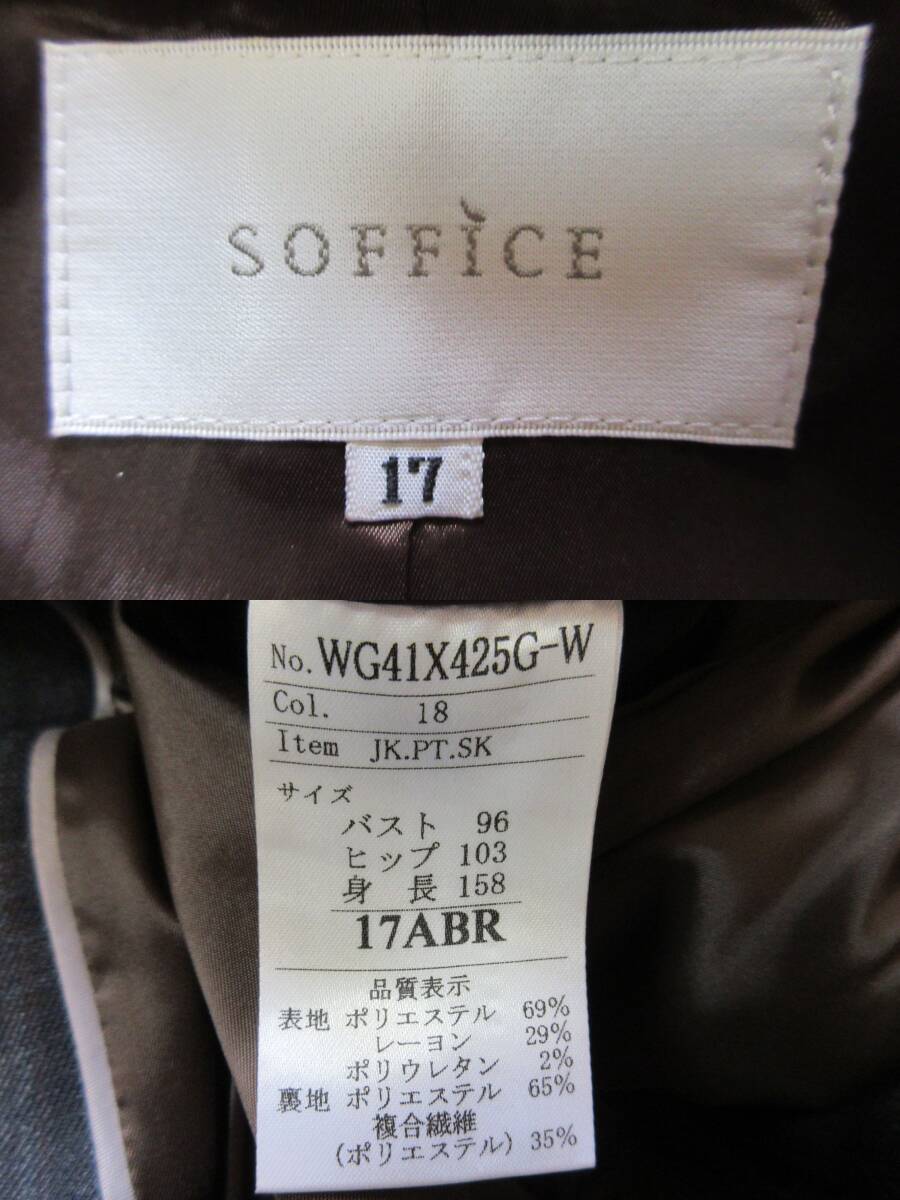 SOFFÌCE
17
No. WG41X425G-W
Col. 18
Item JK.PT.SK
サイズ
バスト 96
ヒップ 103
身長 158
17ABR
品質表示
表地 ポリエステル 69%
レーヨン 29%
ポリウレタン 2%
裏地 ポリエステル 65%
複合繊維
(ポリエステル) 35%